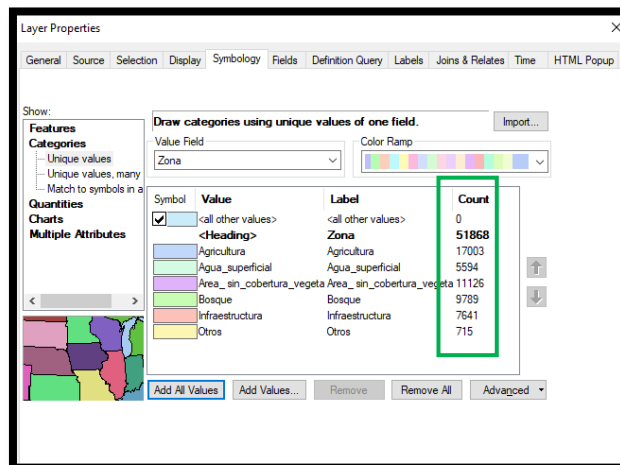 Layer Properties
General Source Selection Display Symbology Fields Definition Query Labels Joins & Relates Time HTML Popup
Show:
Features
Categories
Unique values
Unique values, many
Match to symbols in a
Quantities
Charts
Multiple Attributes
Draw categories using unique values of one field.
Import...
Value Field
Color Ramp
Zona
Symbol Value Label Count
<all other values> <all other values> 0
<Heading> Zona 51868
Agricultura Agricultura 17003
Agua_superficial Agua_superficial 5594
Area_sin_cobertura_vegeta Area_sin_cobertura_vegeta 11126
Bosque Bosque 9789
Infraestructura Infraestructura 7641
Otros Otros 715
Add All Values Add Values... Remove Remove All Advanced